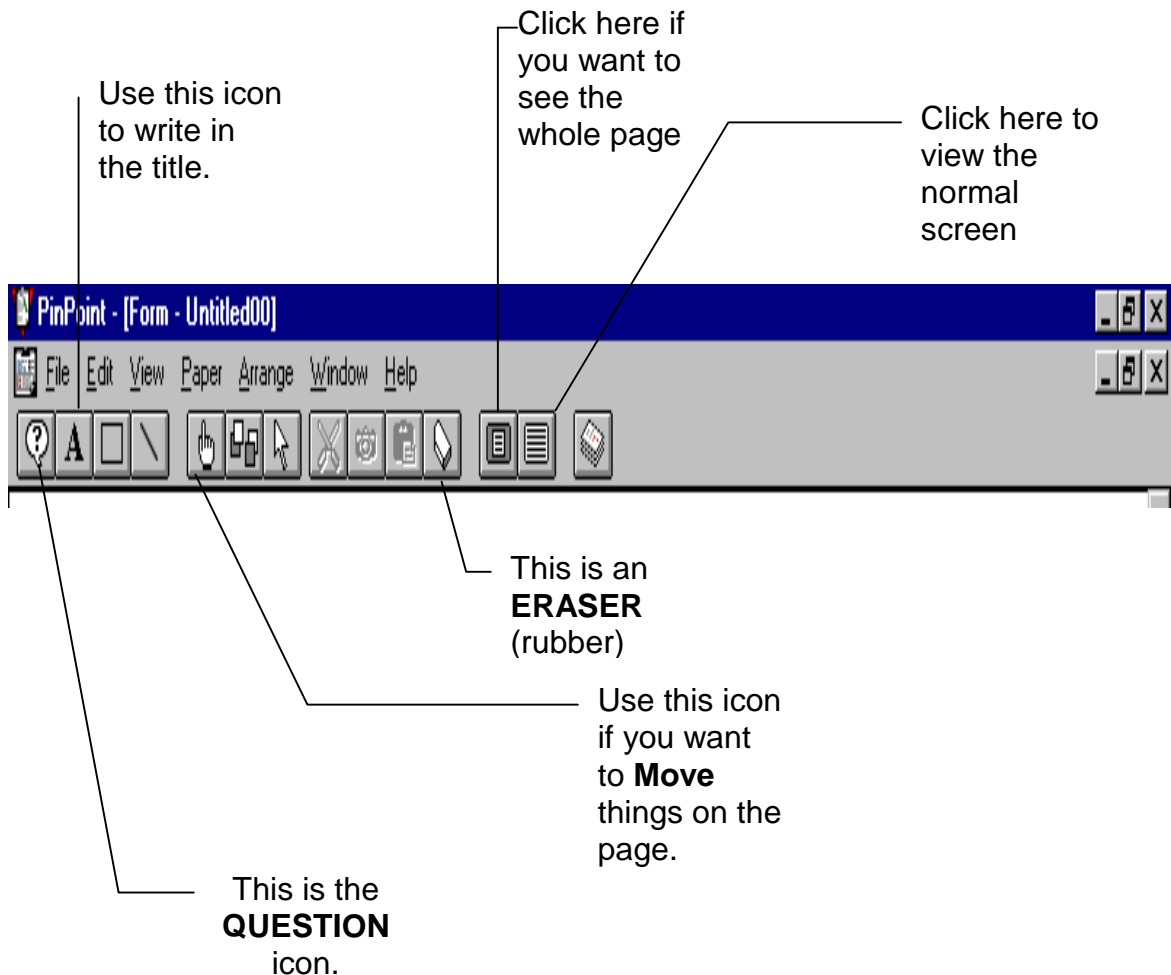 Click here if
you want to
see the
whole page
Use this icon
to write in
the title.
Click here to
view the
normal
screen
PinPoint - [Form - Untitled00]
File Edit View Paper Arrange Window Help
A
This is an
ERASER
(rubber)
Use this icon
if you want
to Move
things on the
page.
This is the
QUESTION
icon.